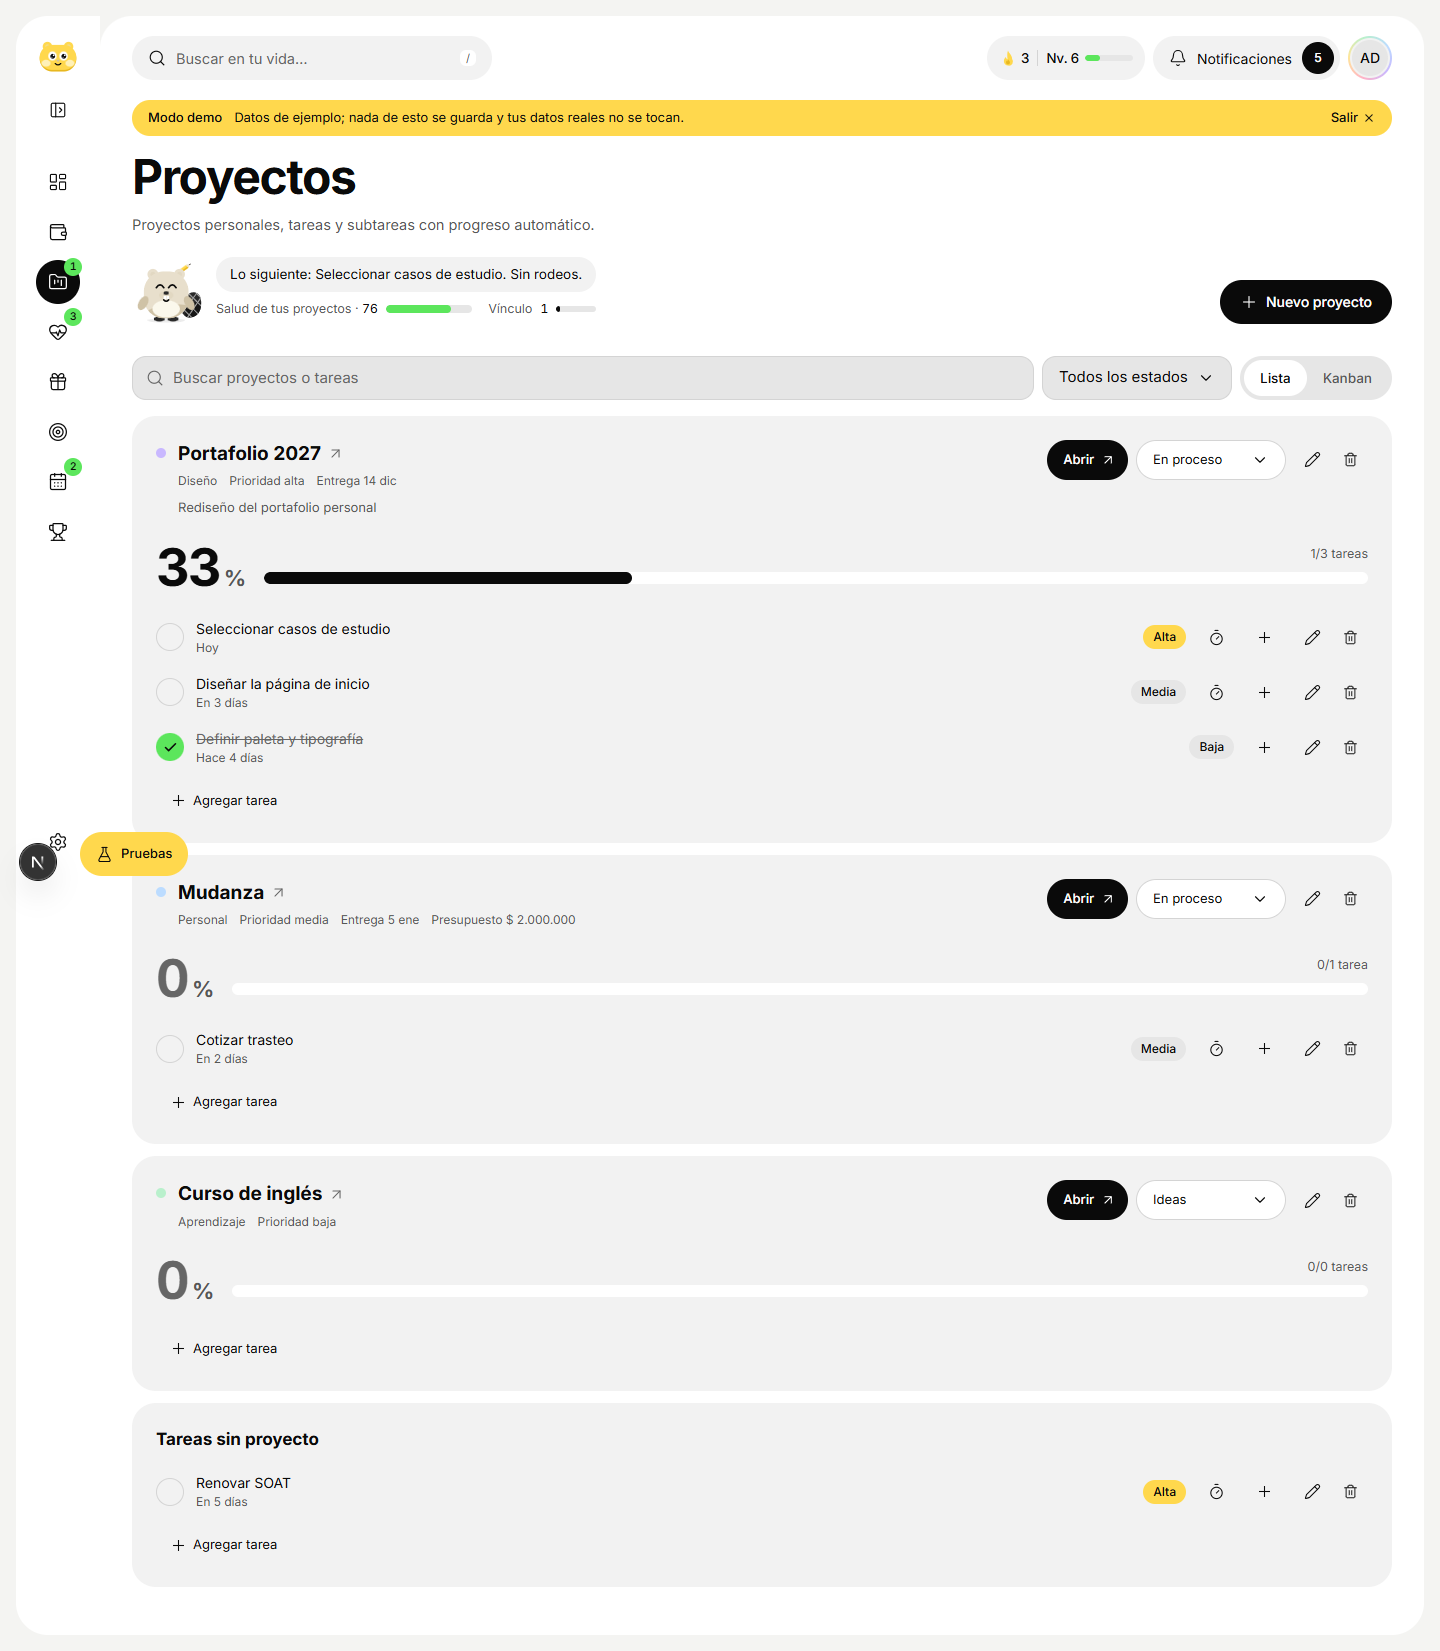 Buscar en tu vida...
/
3
Nv. 6
Notificaciones
5
AD
Modo demo Datos de ejemplo; nada de esto se guarda y tus datos reales no se tocan.
Salir
Proyectos
Proyectos personales, tareas y subtareas con progreso automático.
Lo siguiente: Seleccionar casos de estudio. Sin rodeos.
Salud de tus proyectos · 76
Vínculo 1
Nuevo proyecto
1
3
2
Buscar proyectos o tareas
Todos los estados
Lista
Kanban
Portafolio 2027
Abrir
En proceso
Diseño Prioridad alta Entrega 14 dic
Rediseño del portafolio personal
33 %
1/3 tareas
Seleccionar casos de estudio
Hoy
Alta
Diseñar la página de inicio
En 3 días
Media
Definir paleta y tipografía
Hace 4 días
Baja
Agregar tarea
N
Pruebas
Mudanza
Abrir
En proceso
Personal Prioridad media Entrega 5 ene Presupuesto $ 2.000.000
0 %
0/1 tarea
Cotizar trasteo
En 2 días
Media
Agregar tarea
Curso de inglés
Abrir
Ideas
Aprendizaje Prioridad baja
0 %
0/0 tareas
Agregar tarea
Tareas sin proyecto
Renovar SOAT
En 5 días
Alta
Agregar tarea